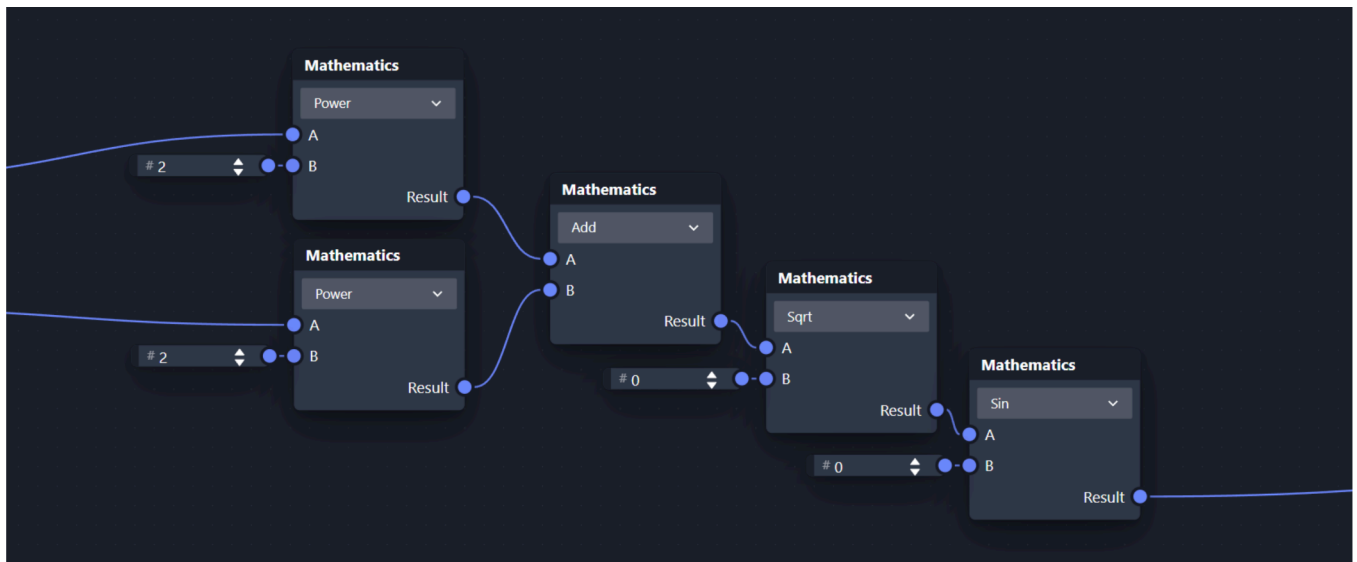 Mathematics
Power
A
# 2
B
Result
Mathematics
Power
A
# 2
B
Result
Mathematics
Add
A
B
Result
Mathematics
Sqrt
A
# 0
B
Result
Mathematics
Sin
A
# 0
B
Result